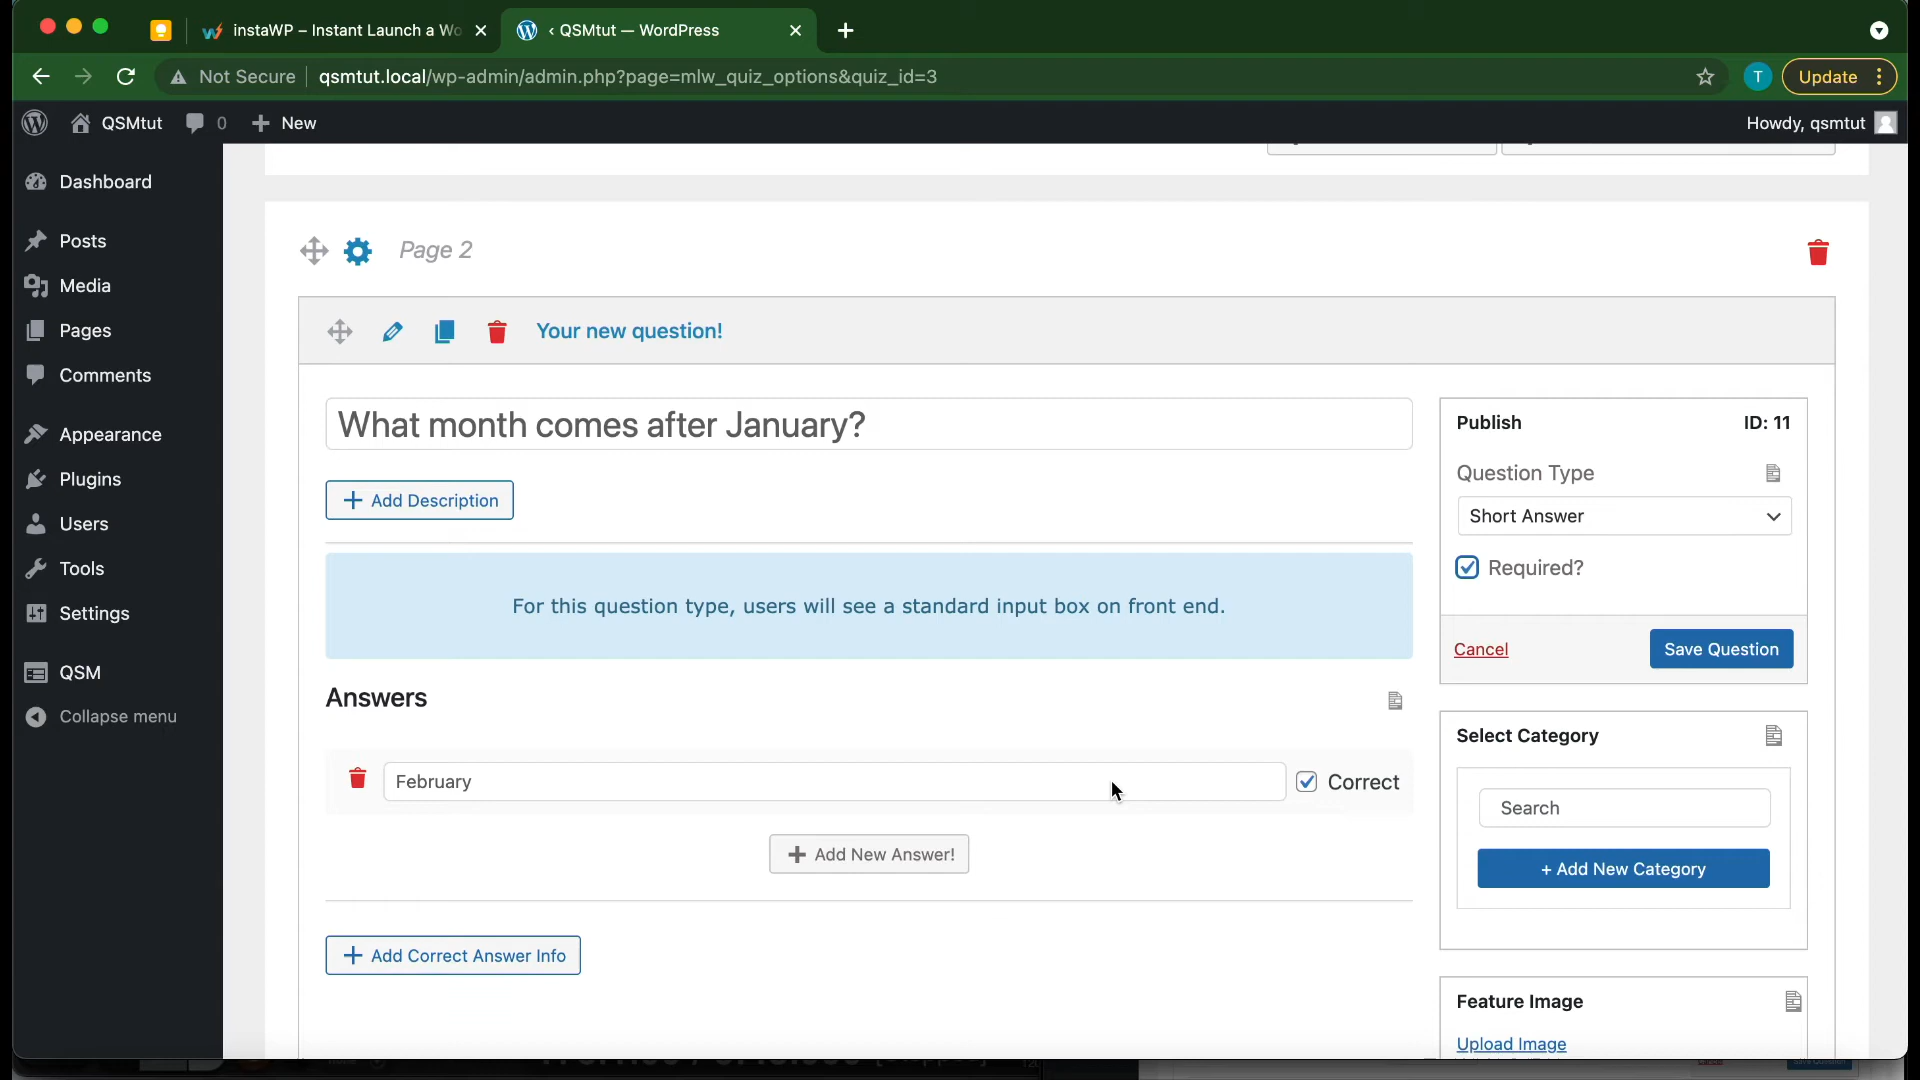 instaWP – Instant Launch a Wo
‹ QSMtut — WordPress
Not Secure
qsmtut.local/wp-admin/admin.php?page=mlw_quiz_options&quiz_id=3
T
Update
QSMtut
0
New
Howdy, qsmtut
Dashboard
Posts
Media
Pages
Comments
Appearance
Plugins
Users
Tools
Settings
QSM
Collapse menu
Page 2
Your new question!
What month comes after January?
Add Description
For this question type, users will see a standard input box on front end.
Answers
February
Correct
Add New Answer!
Add Correct Answer Info
Publish
ID: 11
Question Type
Short Answer
Required?
Cancel
Save Question
Select Category
Search
+ Add New Category
Feature Image
Upload Image